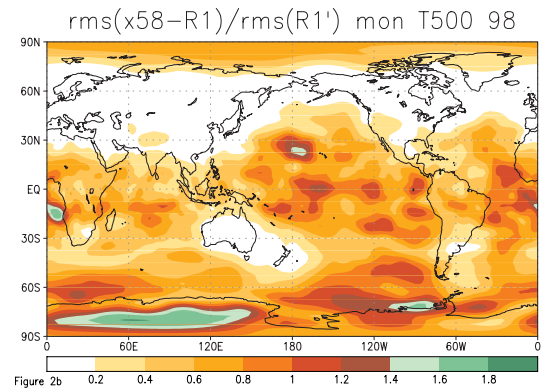 rms(x58-R1)/rms(R1') mon T500 98
90N
60N
30N
EQ
30S
60S
90S
0 60E 120E 180 120W 60W 0
0.2 0.4 0.6 0.8 1 1.2 1.4 1.6 1.8
Figure 2b